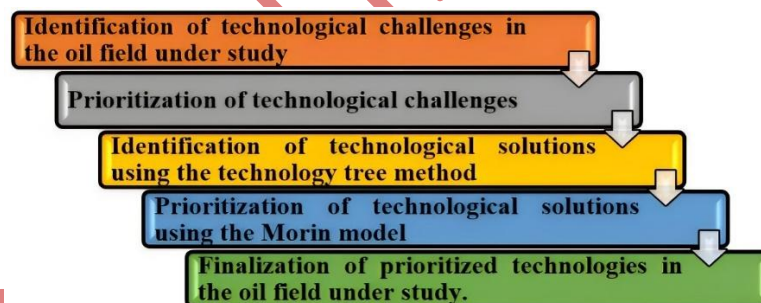 Identification of technological challenges in
the oil field under study
Prioritization of technological challenges
Identification of technological solutions
using the technology tree method
Prioritization of technological solutions
using the Morin model
Finalization of prioritized technologies in
the oil field under study.